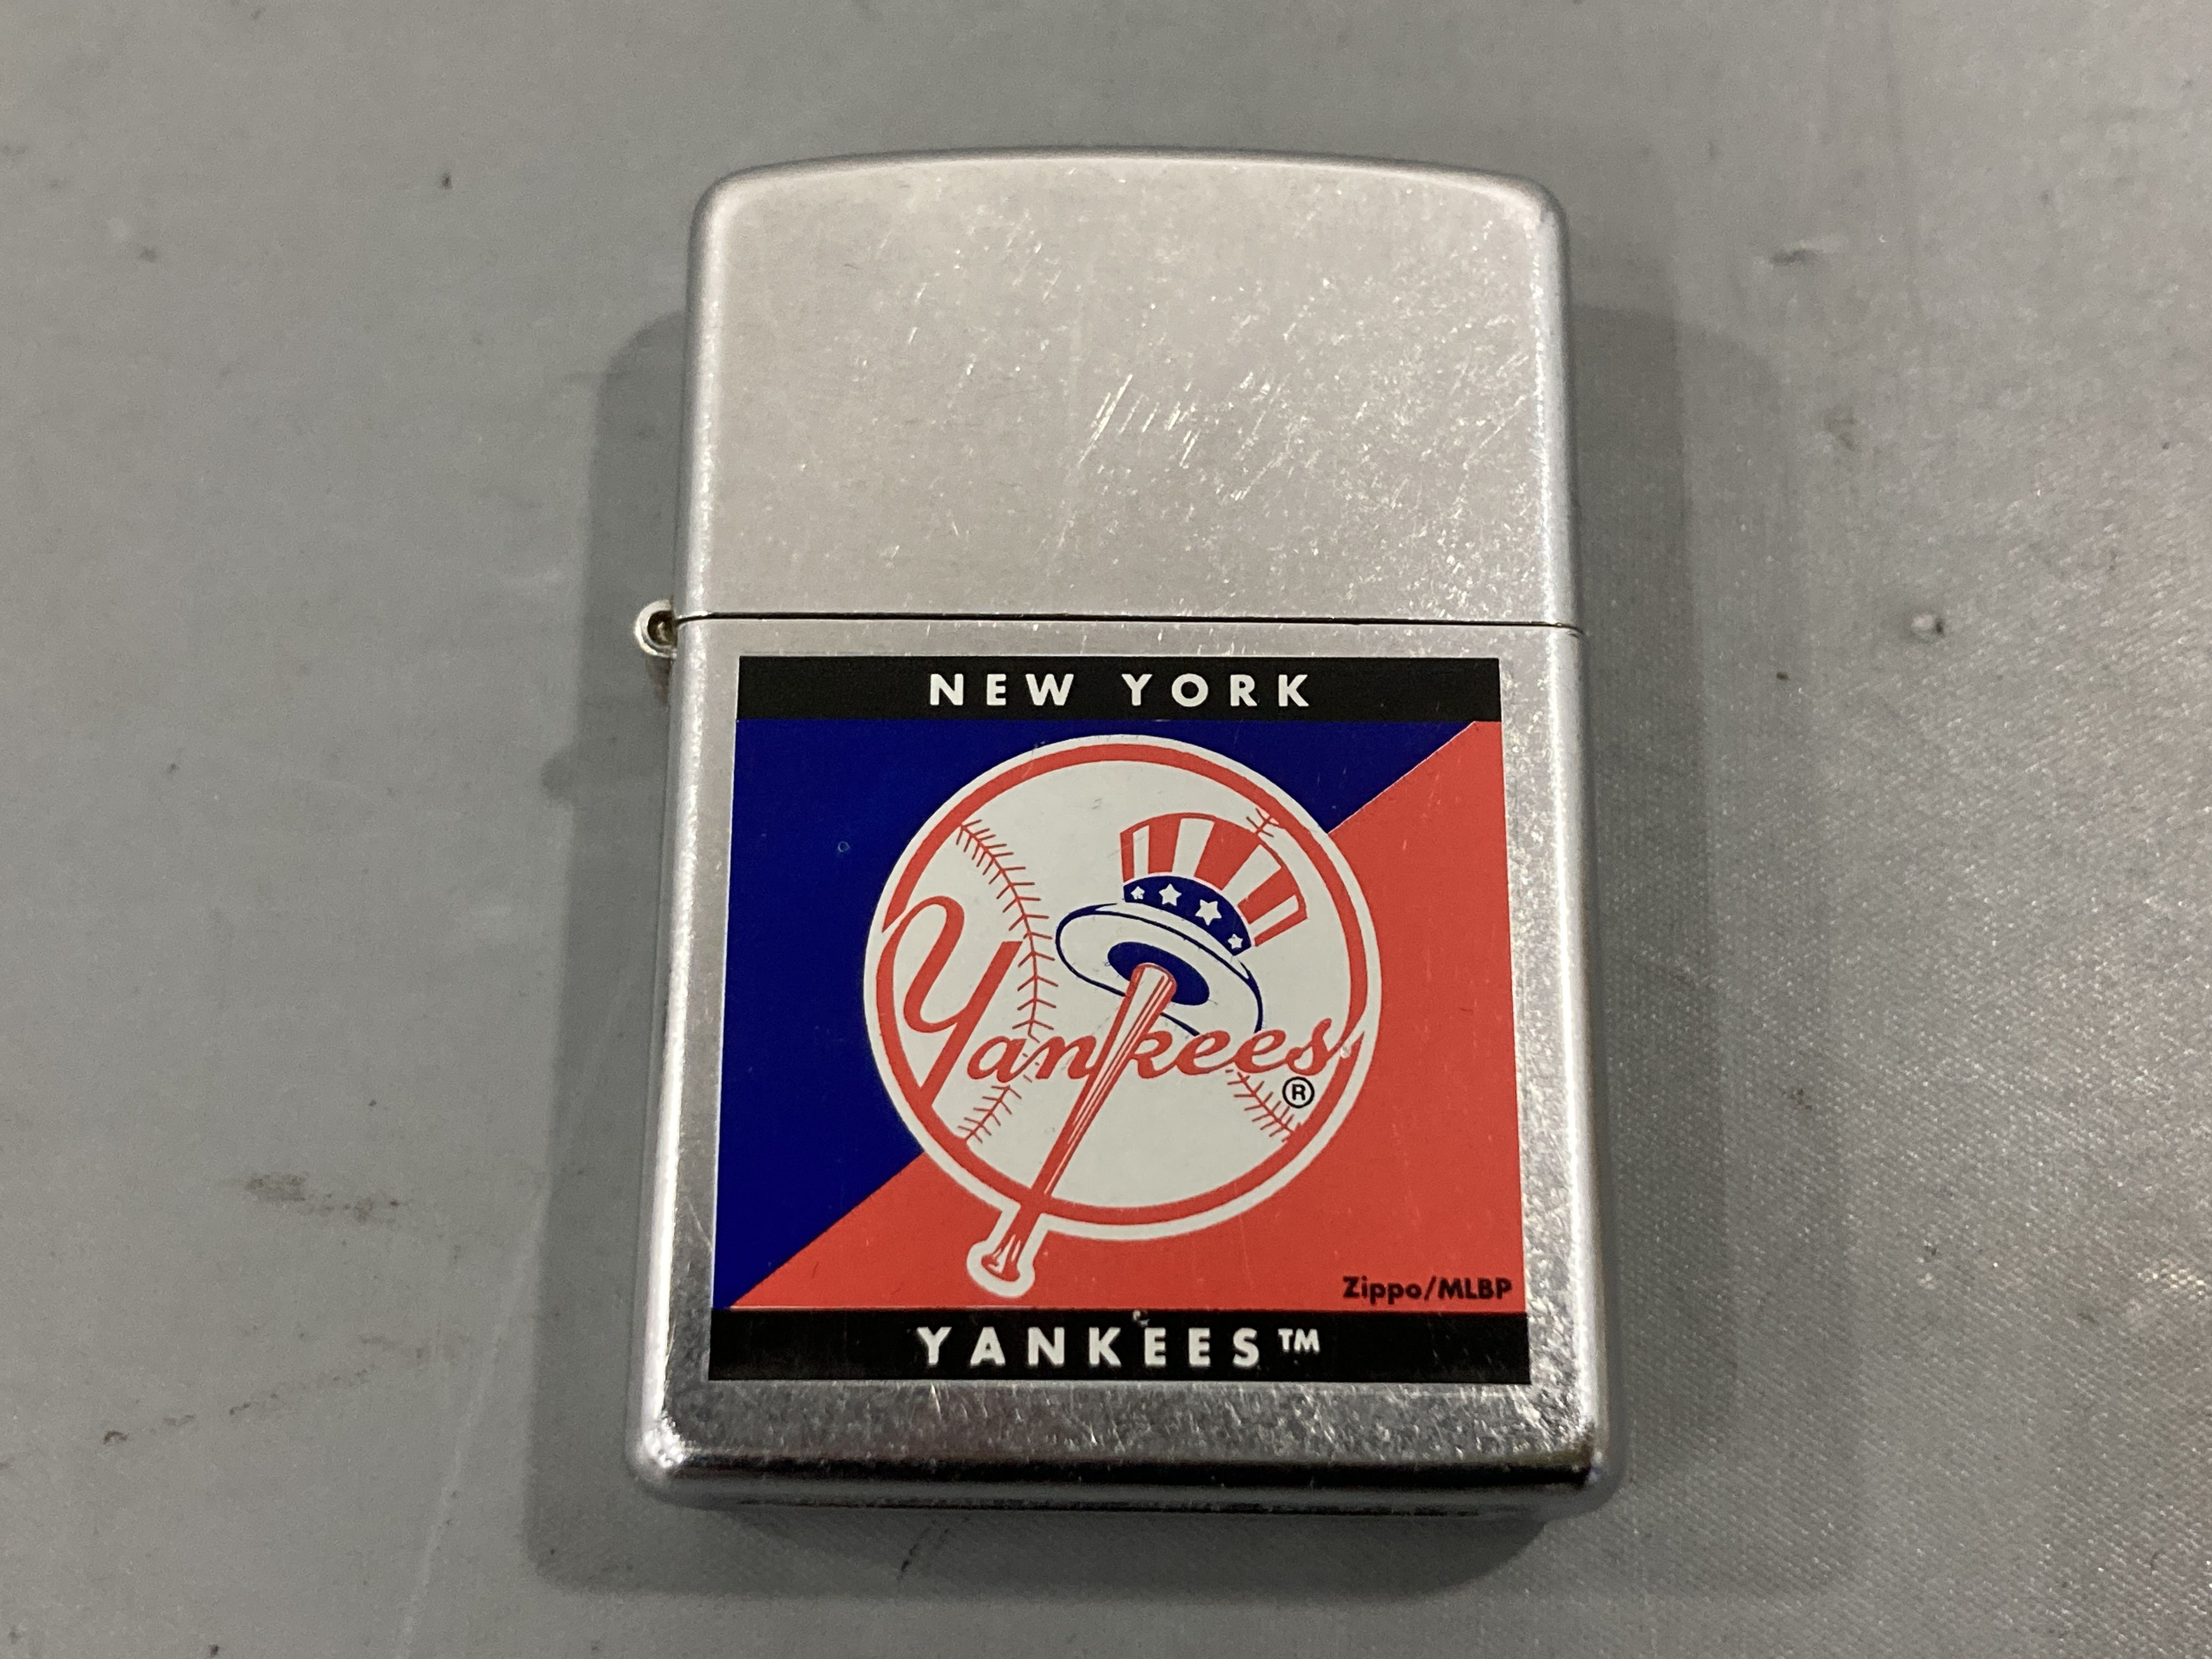 NEW YORK
Yankees
®
Zippo/MLBP
YANKEES™